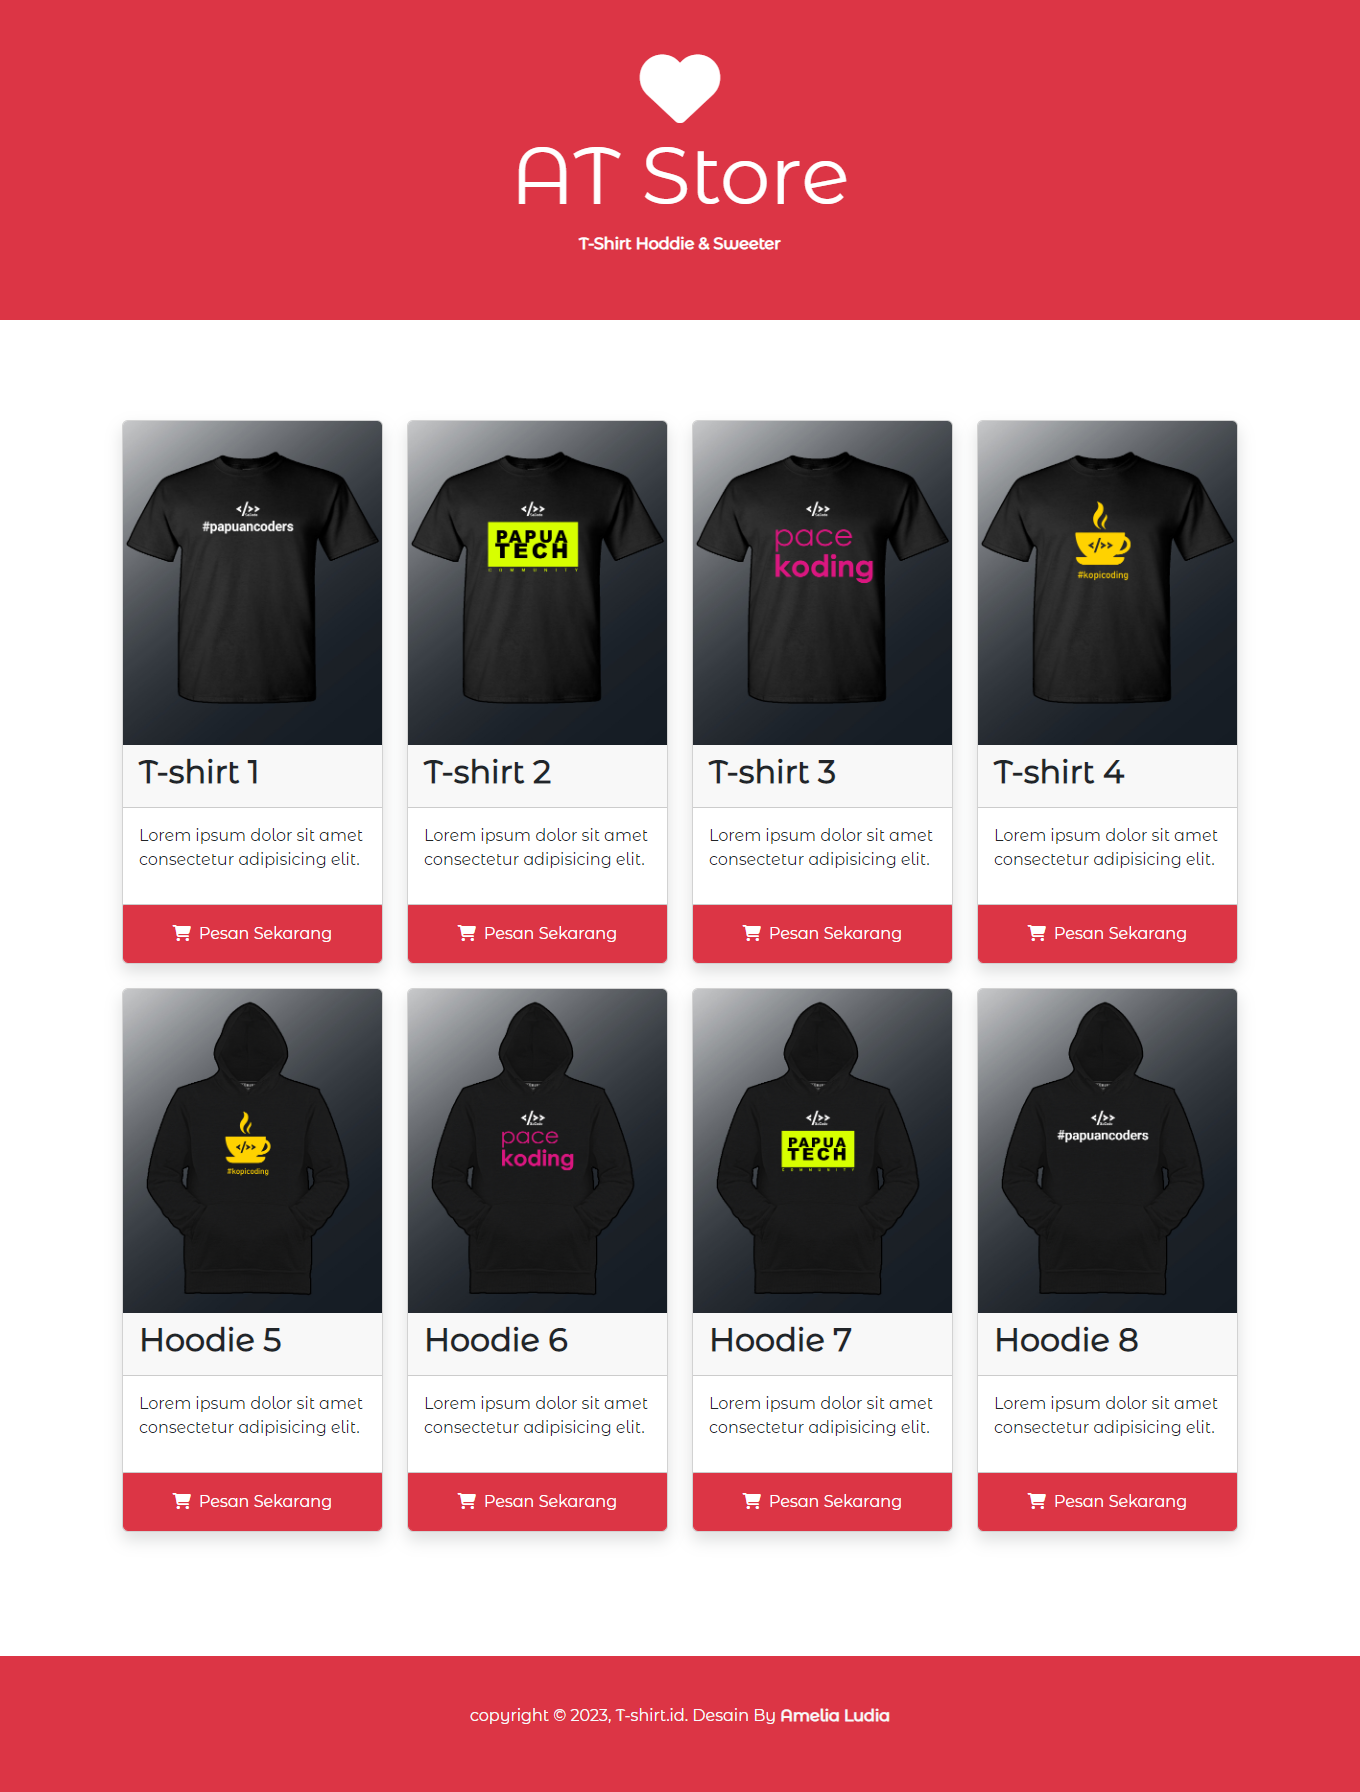 AT Store
T-Shirt Hoddie & Sweeter
</>>
#papuancoders
</>>
PAPUA
TECH
COMMUNITY
</>>
pace
koding
</>>
#kopicoding
T-shirt 1
T-shirt 2
T-shirt 3
T-shirt 4
Lorem ipsum dolor sit amet
consectetur adipisicing elit.
Lorem ipsum dolor sit amet
consectetur adipisicing elit.
Lorem ipsum dolor sit amet
consectetur adipisicing elit.
Lorem ipsum dolor sit amet
consectetur adipisicing elit.
Pesan Sekarang
Pesan Sekarang
Pesan Sekarang
Pesan Sekarang
</>>
#kopicoding
</>>
pace
koding
</>>
PAPUA
TECH
COMMUNITY
</>>
#papuancoders
Hoodie 5
Hoodie 6
Hoodie 7
Hoodie 8
Lorem ipsum dolor sit amet
consectetur adipisicing elit.
Lorem ipsum dolor sit amet
consectetur adipisicing elit.
Lorem ipsum dolor sit amet
consectetur adipisicing elit.
Lorem ipsum dolor sit amet
consectetur adipisicing elit.
Pesan Sekarang
Pesan Sekarang
Pesan Sekarang
Pesan Sekarang
copyright © 2023, T-shirt.id. Desain By Amelia Ludia